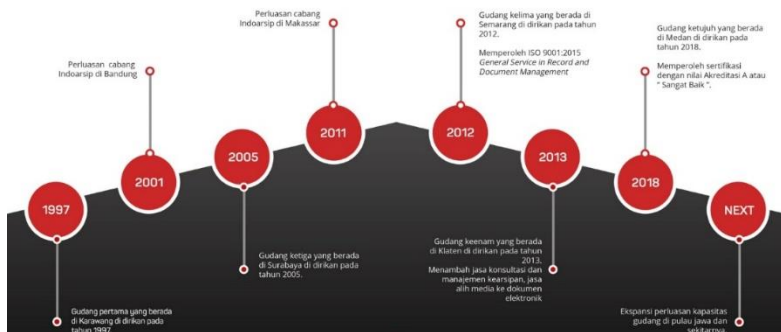 Perluasan cabang
Indoarsip di Makassar
Gudang kelima yang berada di
Semarang di dirikan pada tahun
2012.
Memperoleh ISO 9001:2015
General Service in Record and
Document Management
Gudang ketujuh yang berada
di Medan di dirikan pada
tahun 2018.
Memperoleh sertifikasi
dengan nilai Akreditasi A atau
" Sangat Baik ".
Perluasan cabang
Indoarsip di Bandung
1997
2001
2005
2011
2012
2013
2018
NEXT
Gudang pertama yang berada
di Karawang di dirikan pada
tahun 1997.
Gudang ketiga yang berada
di Surabaya di dirikan pada
tahun 2005.
Gudang keenam yang berada
di Klaten di dirikan pada tahun
2013.
Menambah jasa konsultasi dan
manajemen kearsipan, jasa
alih media ke dokumen
elektronik
Ekspansi perluasan kapasitas
gudang di pulau jawa dan
sekitarnya.